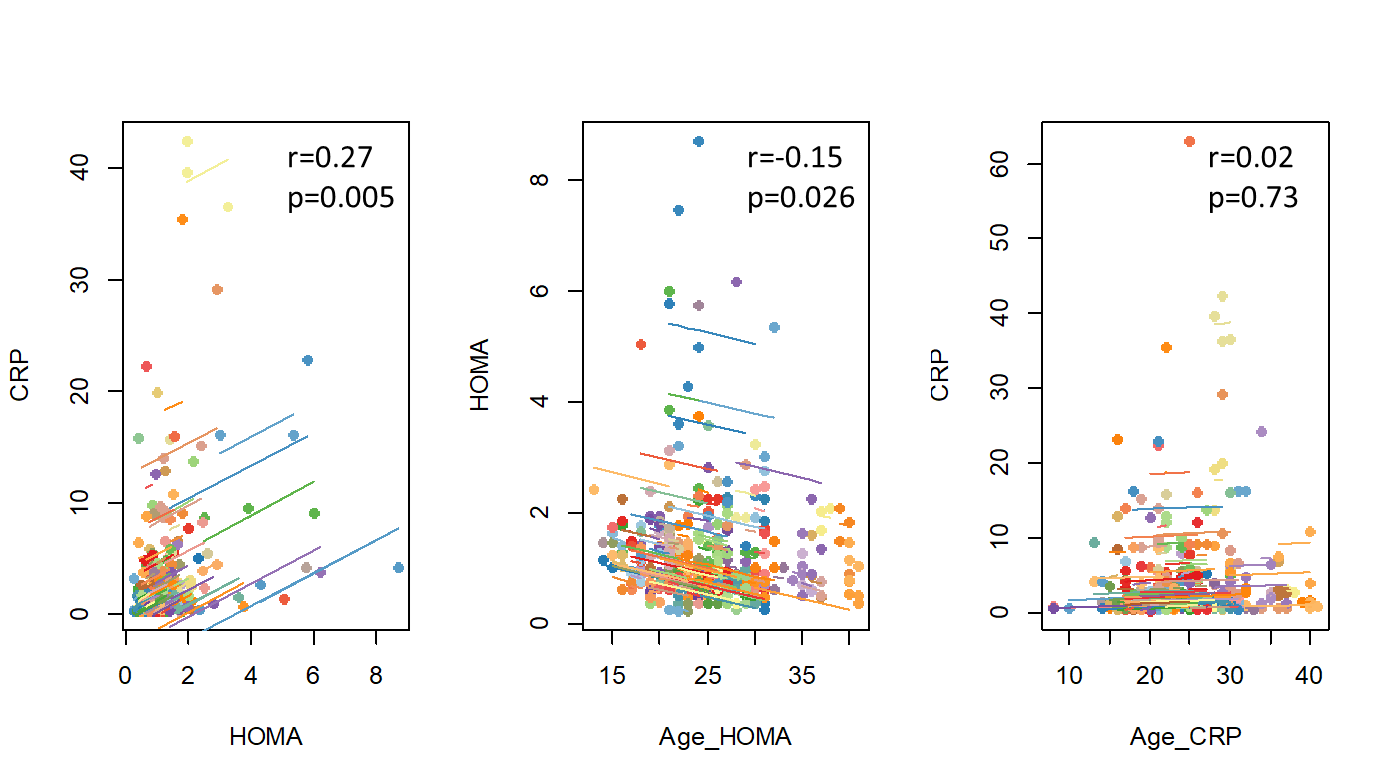 r=0.27
p=0.005
CRP
0 10 20 30 40
0 2 4 6 8
HOMA
r=-0.15
p=0.026
HOMA
0 2 4 6 8
15 25 35
Age_HOMA
r=0.02
p=0.73
CRP
0 10 20 30 40 50 60
10 20 30 40
Age_CRP